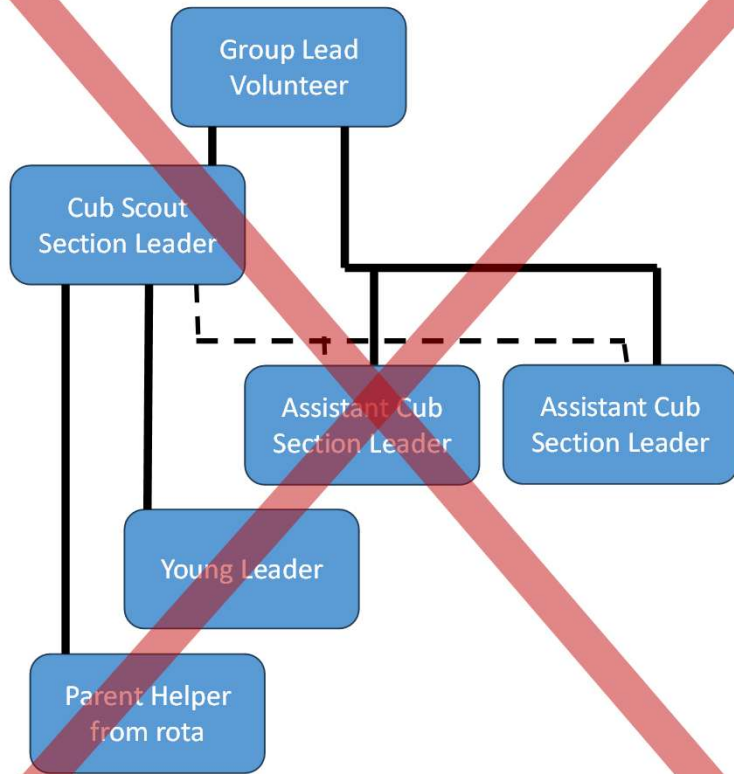 Group Lead
Volunteer
Cub Scout
Section Leader
Assistant Cub
Section Leader
Assistant Cub
Section Leader
Young Leader
Parent Helper
from rota